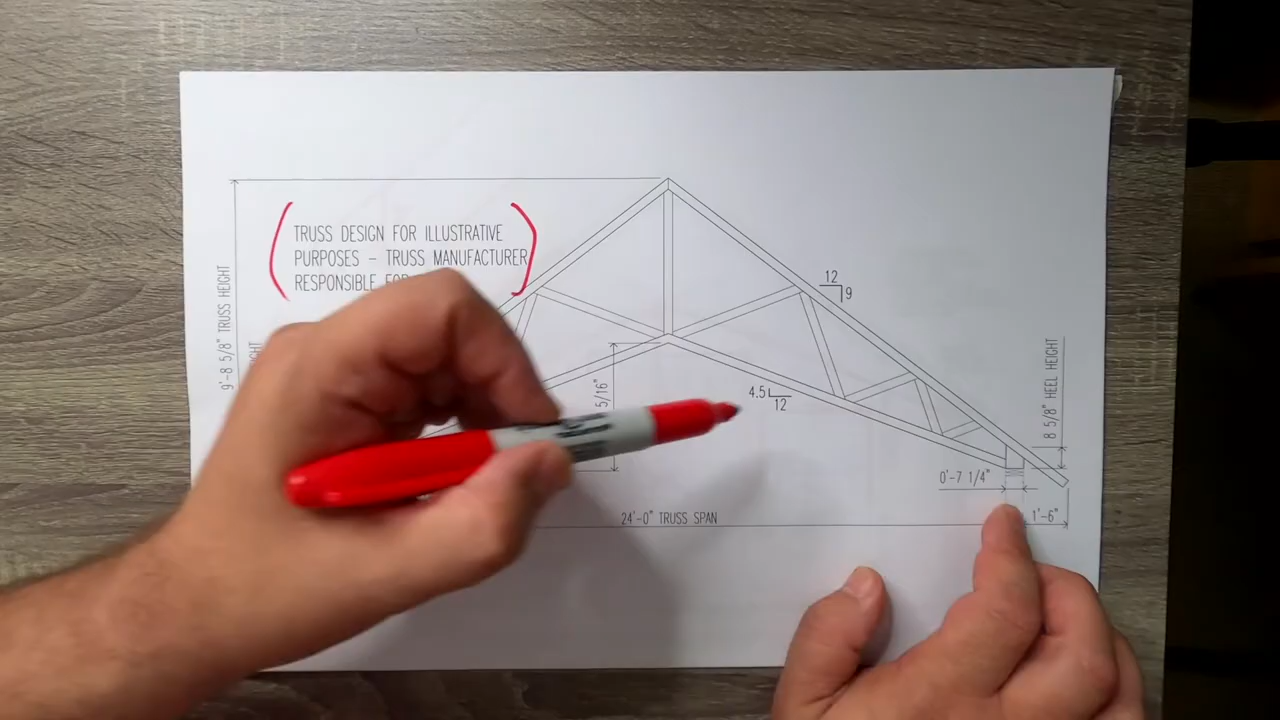 TRUSS DESIGN FOR ILLUSTRATIVE
PURPOSES – TRUSS MANUFACTURER
RESPONSIBLE
9'-8 5/8" TRUSS HEIGHT
12
9
4.5
12
5/16"
8 5/8" HEEL HEIGHT
0'-7 1/4"
1'-6"
24'-0" TRUSS SPAN